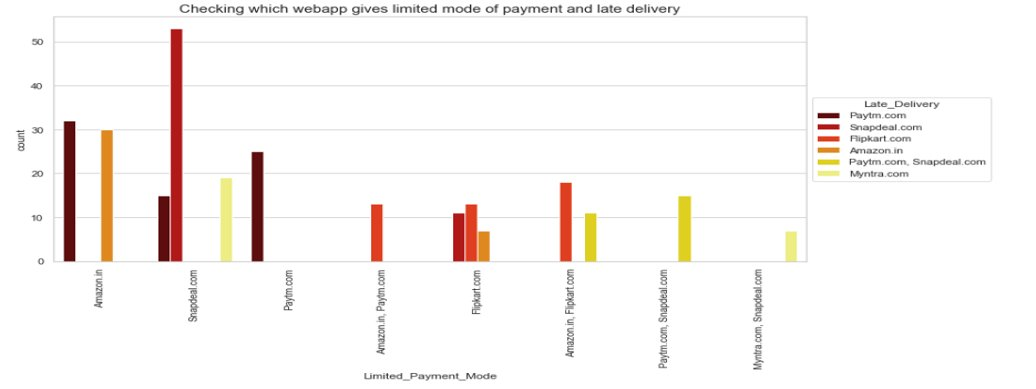 Checking which webapp gives limited mode of payment and late delivery
count
50
40
30
20
10
0
Amazon.in
Snapdeal.com
Paytm.com
Amazon.in, Paytm.com
Flipkart.com
Amazon.in, Flipkart.com
Paytm.com, Snapdeal.com
Myntra.com, Snapdeal.com
Limited_Payment_Mode
Late_Delivery
Paytm.com
Snapdeal.com
Flipkart.com
Amazon.in
Paytm.com, Snapdeal.com
Myntra.com